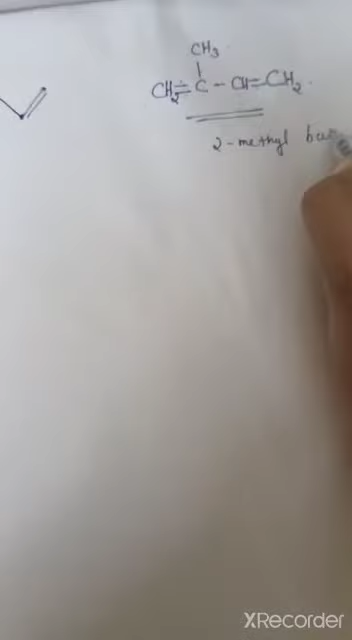 CH₃
CH₂=C-CH=CH₂
2-methyl
XRecorder